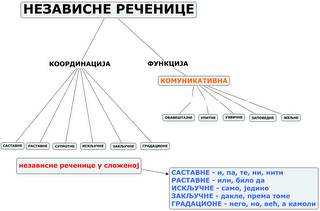 НЕЗАВИСНЕ РЕЧЕНИЦЕ
КООРДИНАЦИЈА
ФУНКЦИЈА
КОМУНИКАТИВНА
ОБАВЕШТАЈНЕ
УПИТНЕ
УЗВИЧНЕ
ЗАПОВЕДНЕ
ЖЕЉНЕ
САСТАВНЕ
РАСТАВНЕ
СУПРОТНЕ
ИСКЉУЧНЕ
ЗАКЉУЧНЕ
ГРАДАЦИОНЕ
независне реченице у сложеној
САСТАВНЕ - и, па, те, ни, нити
РАСТАВНЕ - или, било да
ИСКЉУЧНЕ - само, једино
ЗАКЉУЧНЕ - дакле, према томе
ГРАДАЦИОНЕ - него, но, већ, а камоли